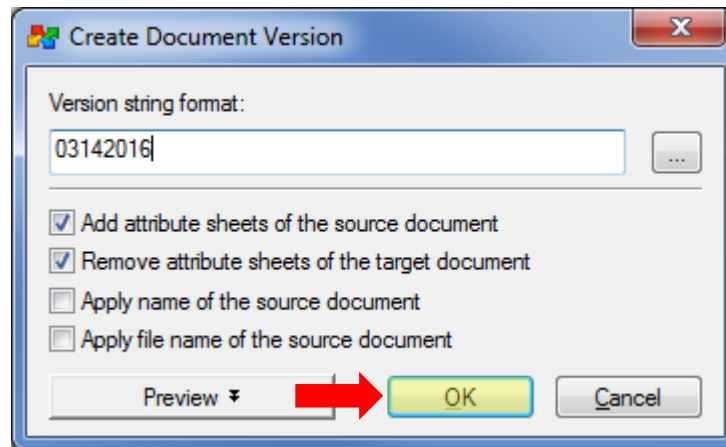 Create Document Version
Version string format:
03142016
...
Add attribute sheets of the source document
Remove attribute sheets of the target document
Apply name of the source document
Apply file name of the source document
Preview OK Cancel